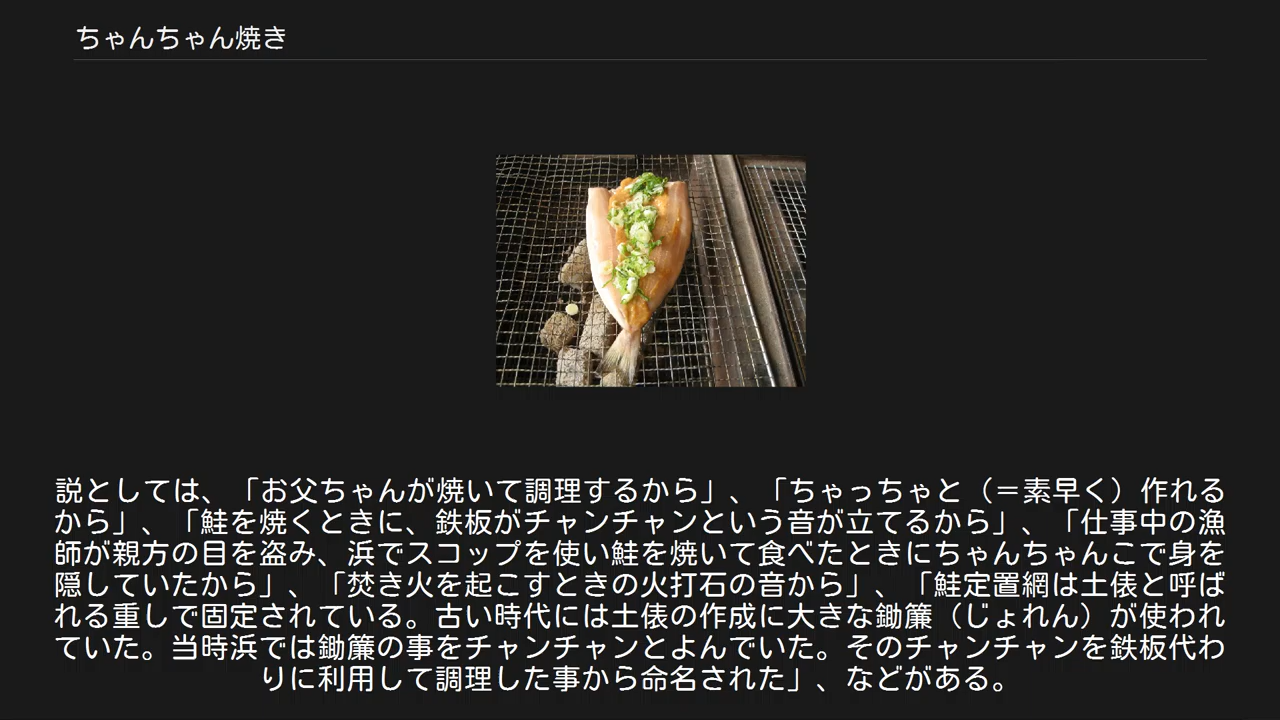 ちゃんちゃん焼き
説としては、「お父ちゃんが焼いて調理するから」、「ちゃっちゃと（＝素早く）作れる
から」、「鮭を焼くときに、鉄板がチャンチャンという音が立てるから」、「仕事中の漁
師が親方の目を盗み、浜でスコップを使い鮭を焼いて食べたときにちゃんちゃんこで身を
隠していたから」、「焚き火を起こすときの火打石の音から」、「鮭定置網は土俵と呼ば
れる重しで固定されている。古い時代には土俵の作成に大きな鋤簾（じょれん）が使われ
ていた。当時浜では鋤簾の事をチャンチャンとよんでいた。そのチャンチャンを鉄板代わ
りに利用して調理した事から命名された」、などがある。